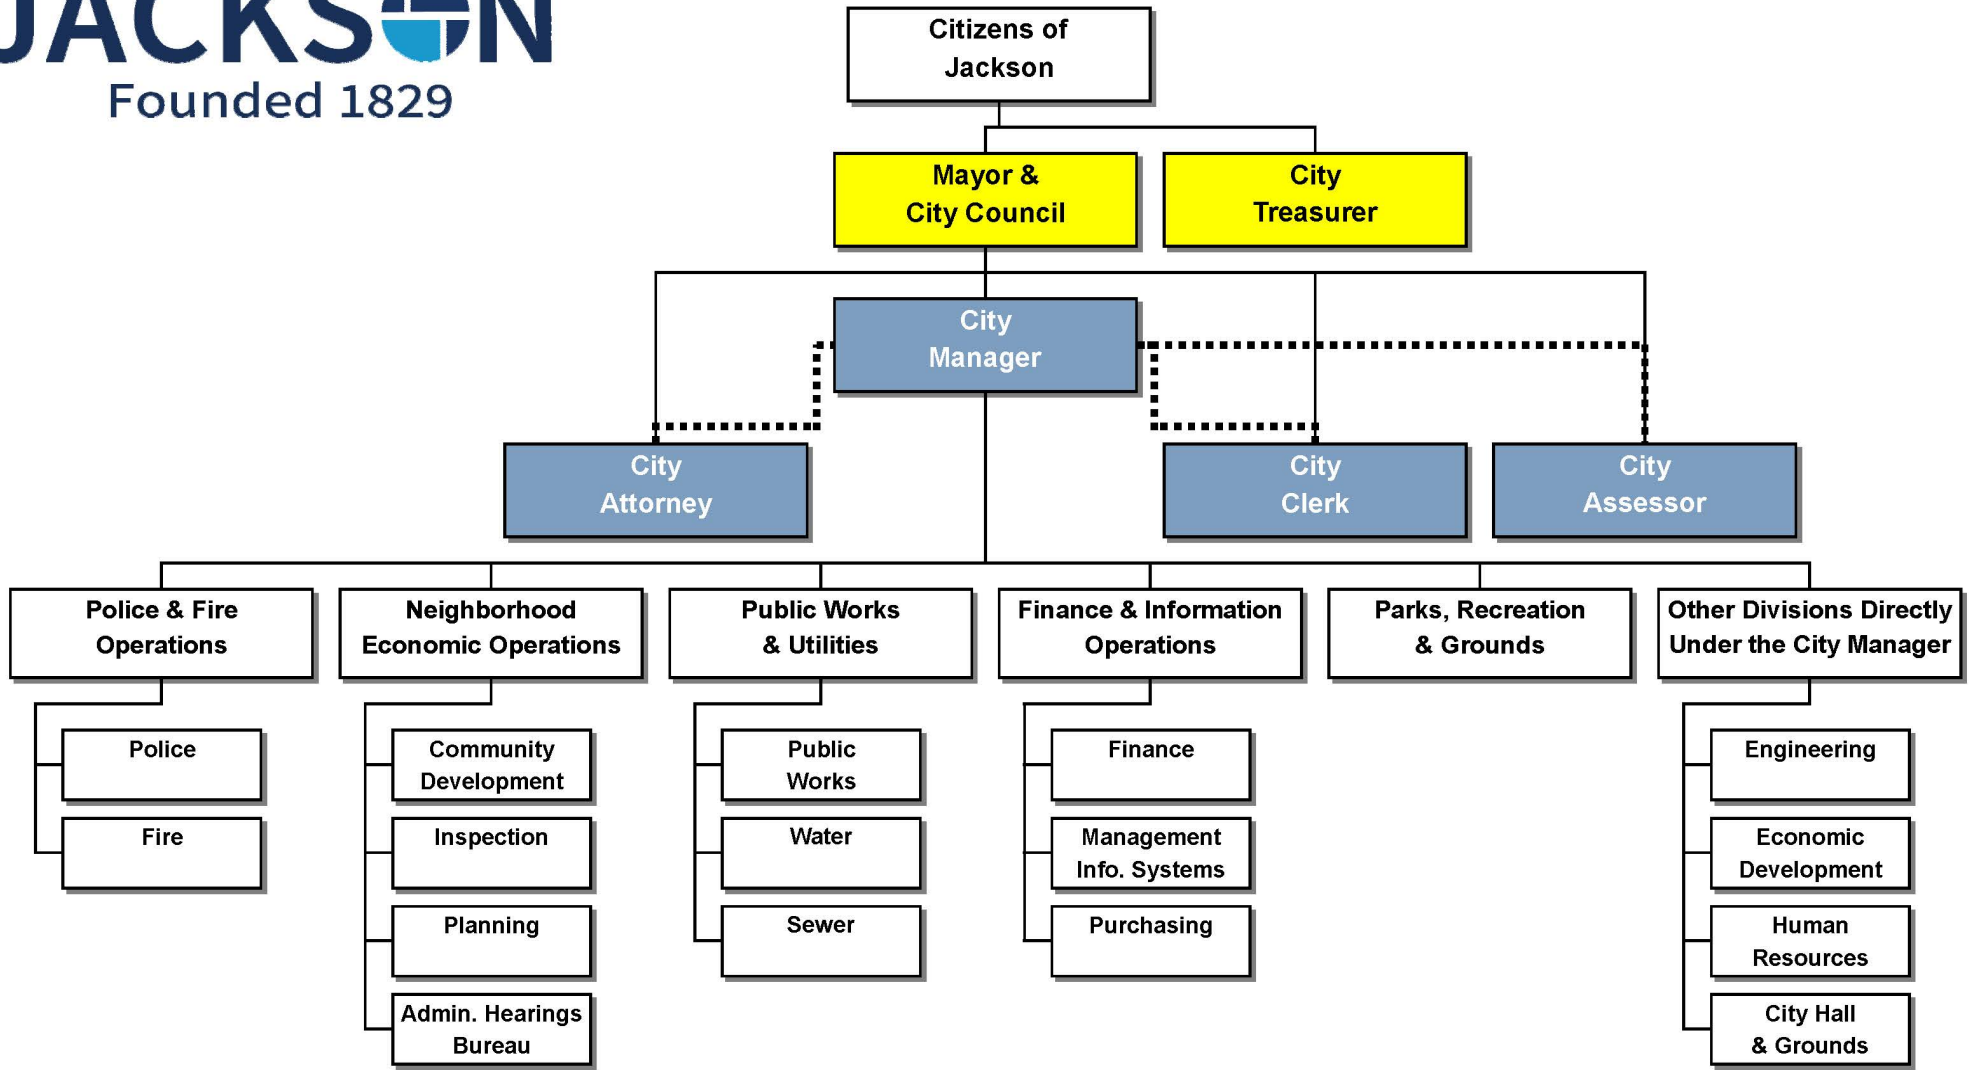 JACKSON
Founded 1829
Citizens of
Jackson
Mayor &
City Council
City
Treasurer
City
Manager
City
Attorney
City
Clerk
City
Assessor
Police & Fire
Operations
Neighborhood
Economic Operations
Public Works
& Utilities
Finance & Information
Operations
Parks, Recreation
& Grounds
Other Divisions Directly
Under the City Manager
Police
Fire
Community
Development
Inspection
Planning
Admin. Hearings
Bureau
Public
Works
Water
Sewer
Finance
Management
Info. Systems
Purchasing
Engineering
Economic
Development
Human
Resources
City Hall
& Grounds